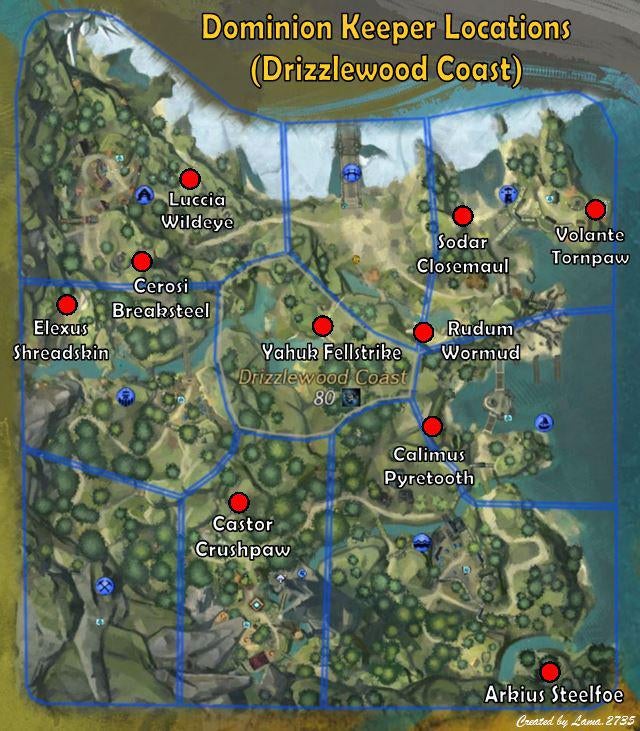 Dominion Keeper Locations
(Drizzlewood Coast)
Luccia
Wildeye
Sodar
Closemaul
Volante
Tornpaw
Cerosi
Breaksteel
Elexus
Shreadskin
Yahuk Fellstrike
Rudum
Wormud
Drizzlewood Coast
80
Calimus
Pyretooth
Castor
Crushpaw
Arkius Steelfoe
Created by Lama.2735